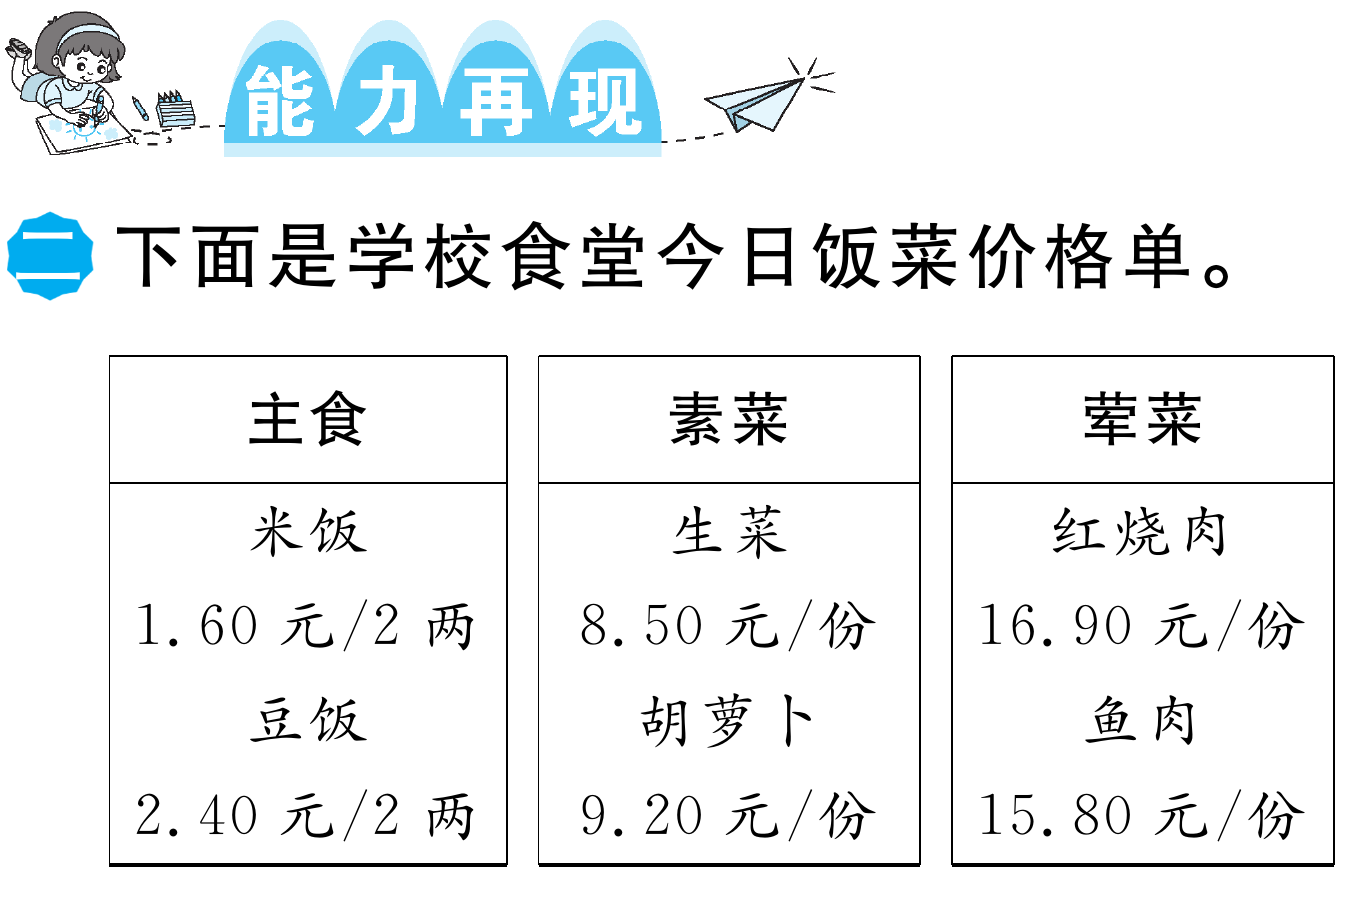 能力再现
二 下面是学校食堂今日饭菜价格单。
主食
米饭
1.60 元/2 两
豆饭
2.40 元/2 两
素菜
生菜
8.50 元/份
胡萝卜
9.20 元/份
荤菜
红烧肉
16.90 元/份
鱼肉
15.80 元/份